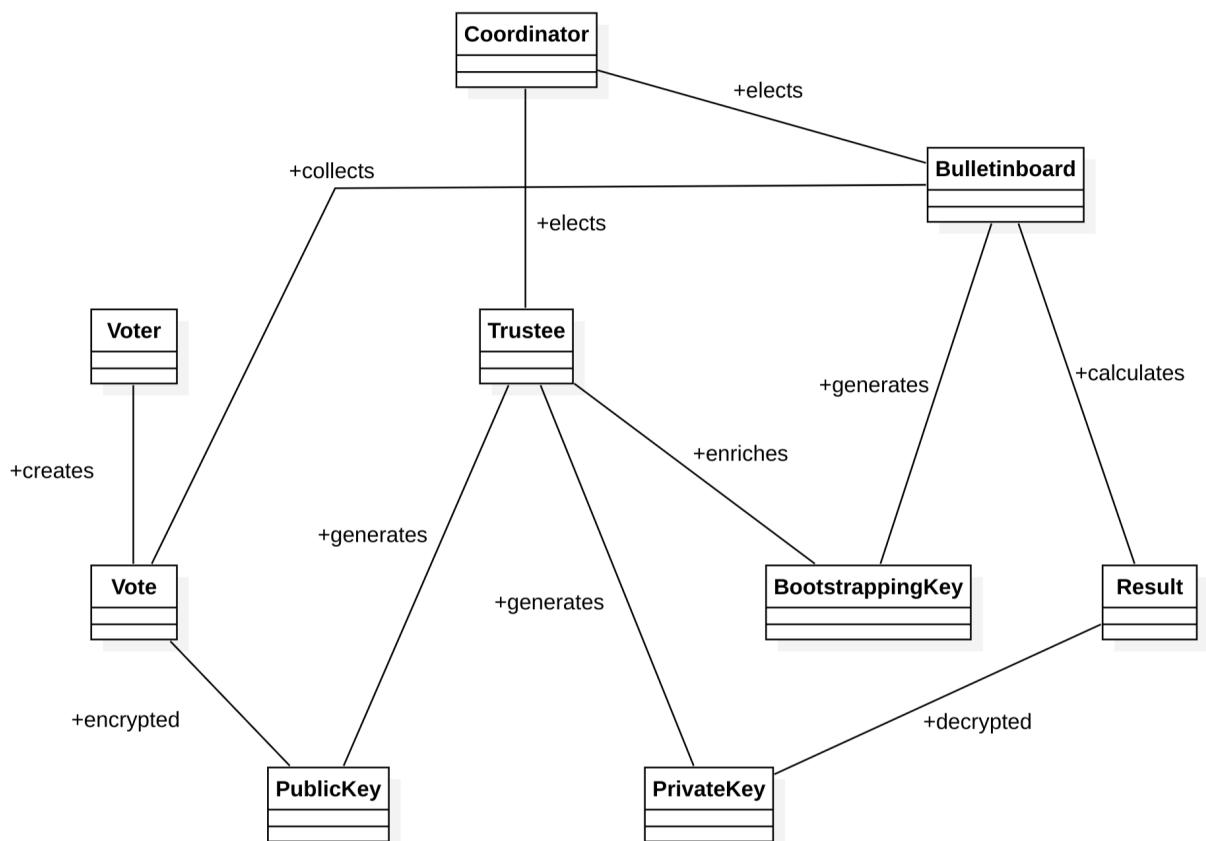 Coordinator
+elects
Bulletinboard
+collects
+elects
Voter
Trustee
+generates
+calculates
+enriches
+creates
+generates
Vote
+generates
BootstrappingKey
Result
+encrypted
+decrypted
PublicKey
PrivateKey